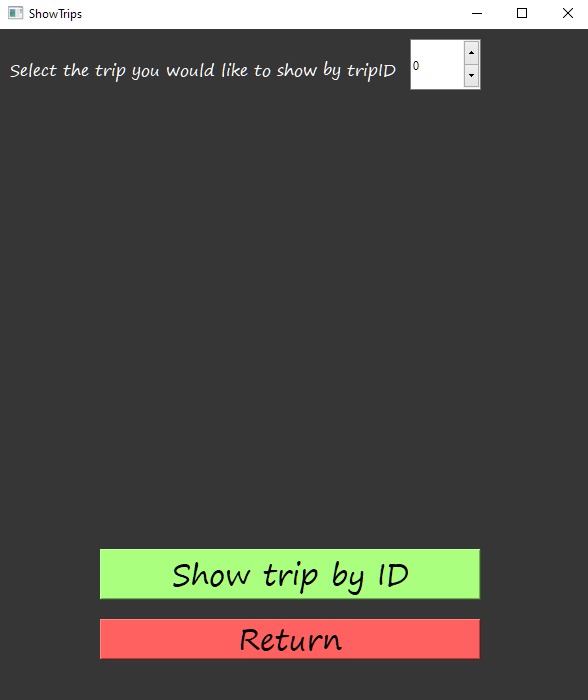 ShowTrips
Select the trip you would like to show by tripID
0
Show trip by ID
Return